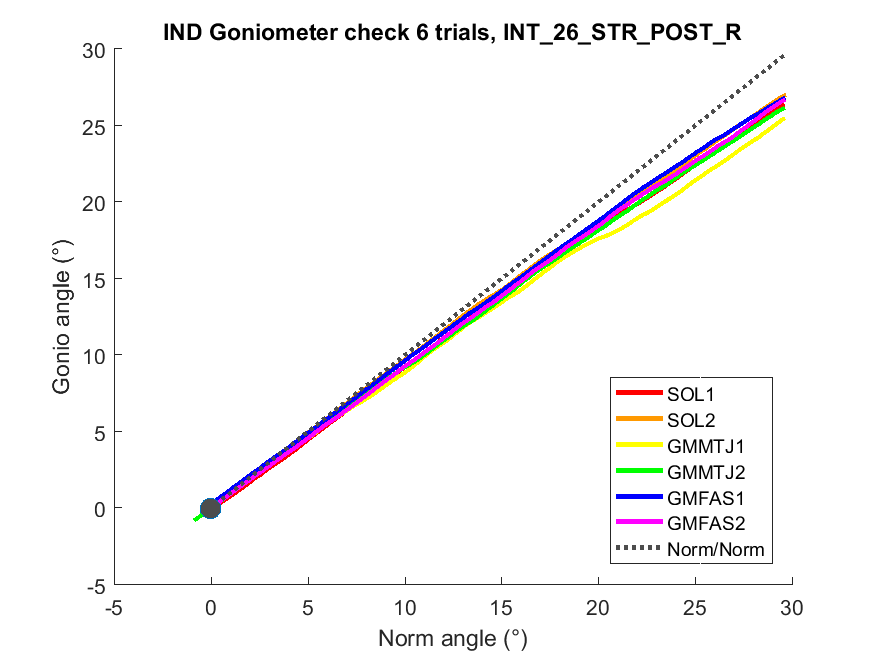 IND Goniometer check 6 trials, INT_26_STR_POST_R
30
25
20
15
10
5
0
-5
-5 0 5 10 15 20 25 30
Gonio angle (°)
Norm angle (°)
SOL1
SOL2
GMMTJ1
GMMTJ2
GMFAS1
GMFAS2
Norm/Norm